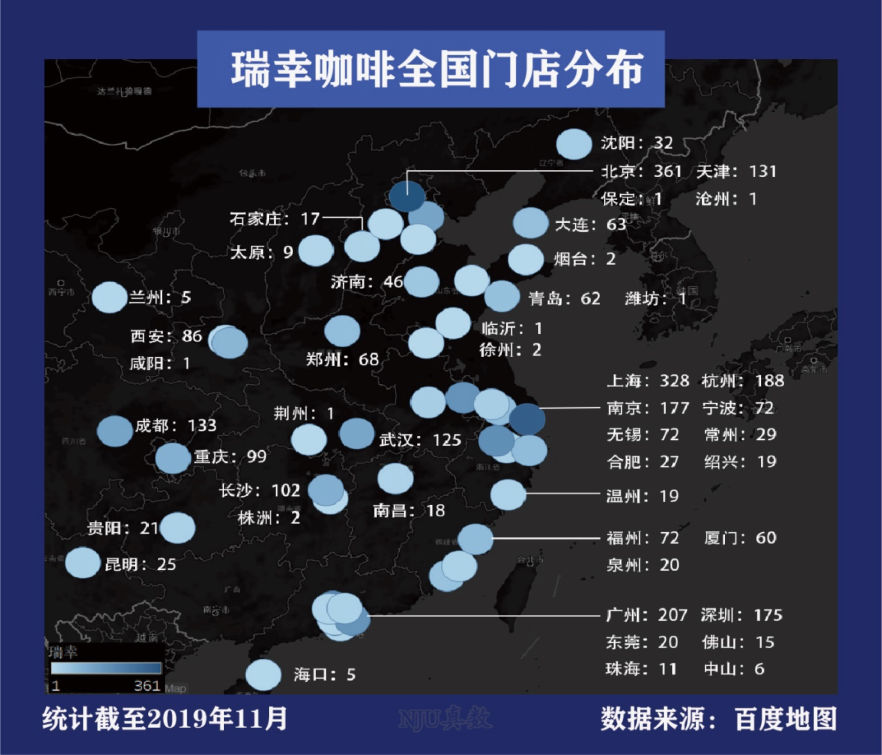 瑞幸咖啡全国门店分布
沈阳：32
北京：361 天津：131
保定：1 沧州：1
石家庄：17
太原：9
大连：63
烟台：2
济南：46
青岛：62 潍坊：1
兰州：5
西安：86
咸阳：1
郑州：68
临沂：1
徐州：2
上海：328 杭州：188
南京：177 宁波：72
无锡：72 常州：29
合肥：27 绍兴：19
荆州：1
成都：133
武汉：125
重庆：99
长沙：102
株洲：2
南昌：18
温州：19
贵阳：21
昆明：25
福州：72 厦门：60
泉州：20
广州：207 深圳：175
东莞：20 佛山：15
珠海：11 中山：6
海口：5
瑞幸
1 361
Map
统计截至2019年11月
NJU真数
数据来源：百度地图